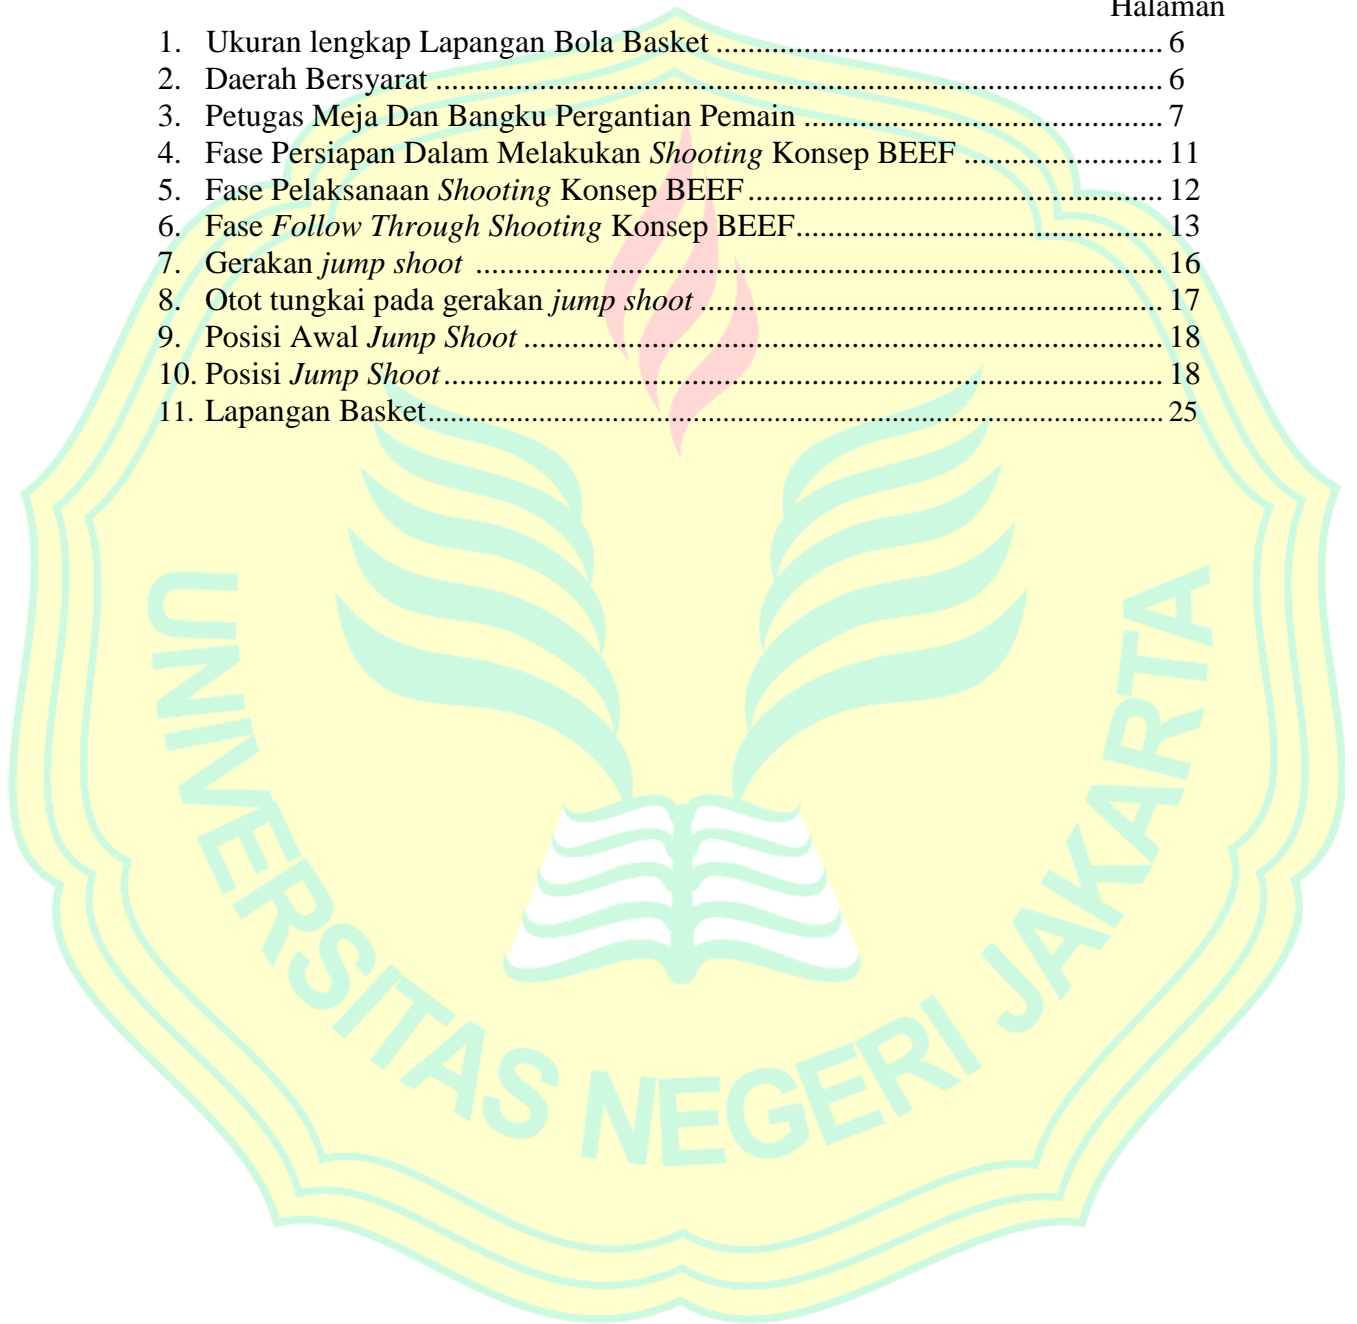 Halaman
1. Ukuran lengkap Lapangan Bola Basket ........................................................ 6
2. Daerah Bersyarat ........................................................................................... 6
3. Petugas Meja Dan Bangku Pergantian Pemain ............................................. 7
4. Fase Persiapan Dalam Melakukan Shooting Konsep BEEF ......................... 11
5. Fase Pelaksanaan Shooting Konsep BEEF .................................................... 12
6. Fase Follow Through Shooting Konsep BEEF.............................................. 13
7. Gerakan jump shoot ...................................................................................... 16
8. Otot tungkai pada gerakan jump shoot .......................................................... 17
9. Posisi Awal Jump Shoot ................................................................................ 18
10. Posisi Jump Shoot .......................................................................................... 18
11. Lapangan Basket............................................................................................ 25
UNIVERSITAS NEGERI JAKARTA